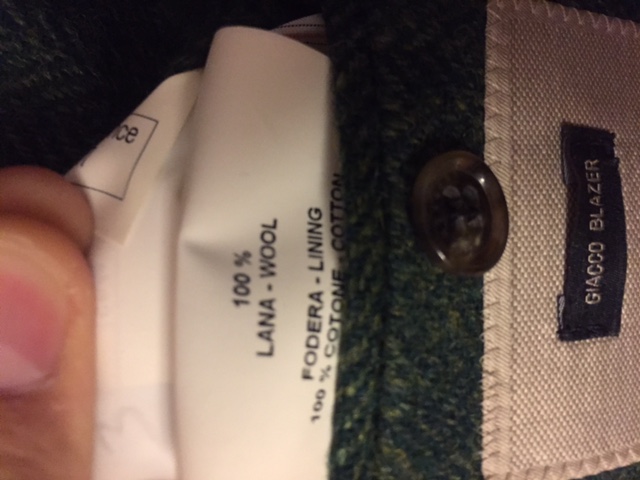 100 %
LANA - WOOL
FODERA - LINING
100 % COTONE - COTTON
GIACCO BLAZER